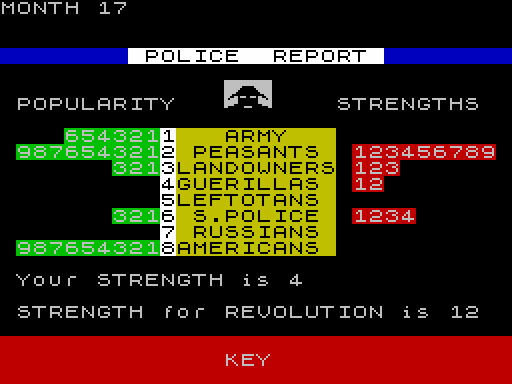 MONTH 17
POLICE REPORT
POPULARITY STRENGTHS
654321 1 ARMY
987654321 2 PEASANTS 123456789
321 3 LANDOWNERS 123
4 GUERILLAS 12
5 LEFTOTANS
321 6 S.POLICE 1234
7 RUSSIANS
987654321 8 AMERICANS
Your STRENGTH is 4
STRENGTH for REVOLUTION is 12
KEY